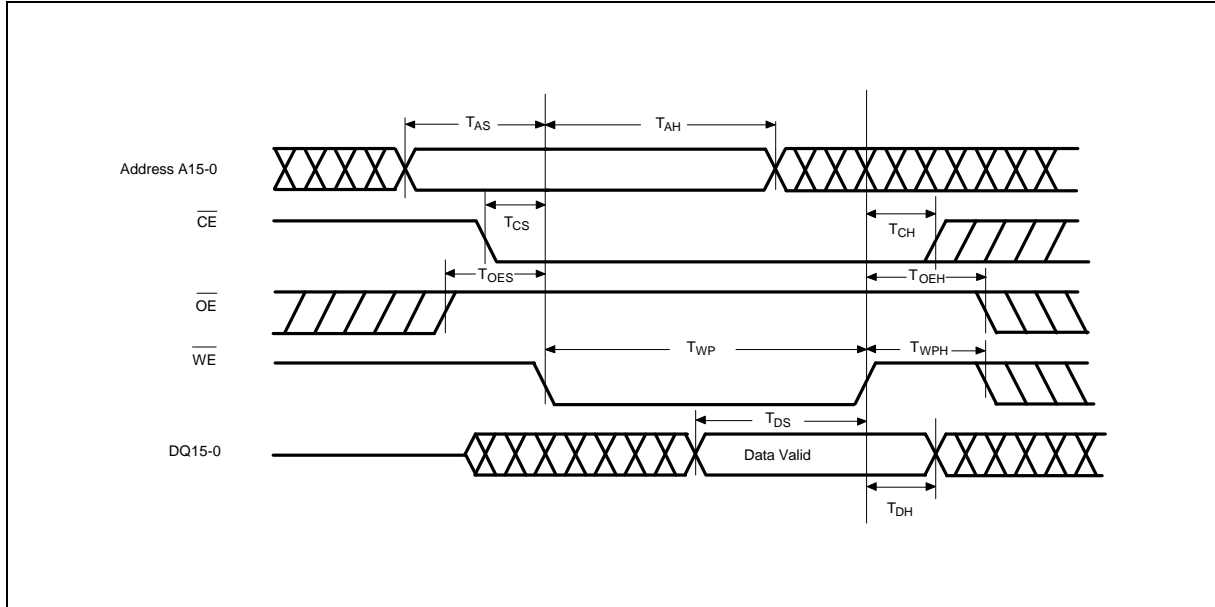 TAS
TAH
Address A15-0
CE
TCS
TCH
TOES
TOEH
OE
WE
TWP
TWPH
TDS
DQ15-0
Data Valid
TDH